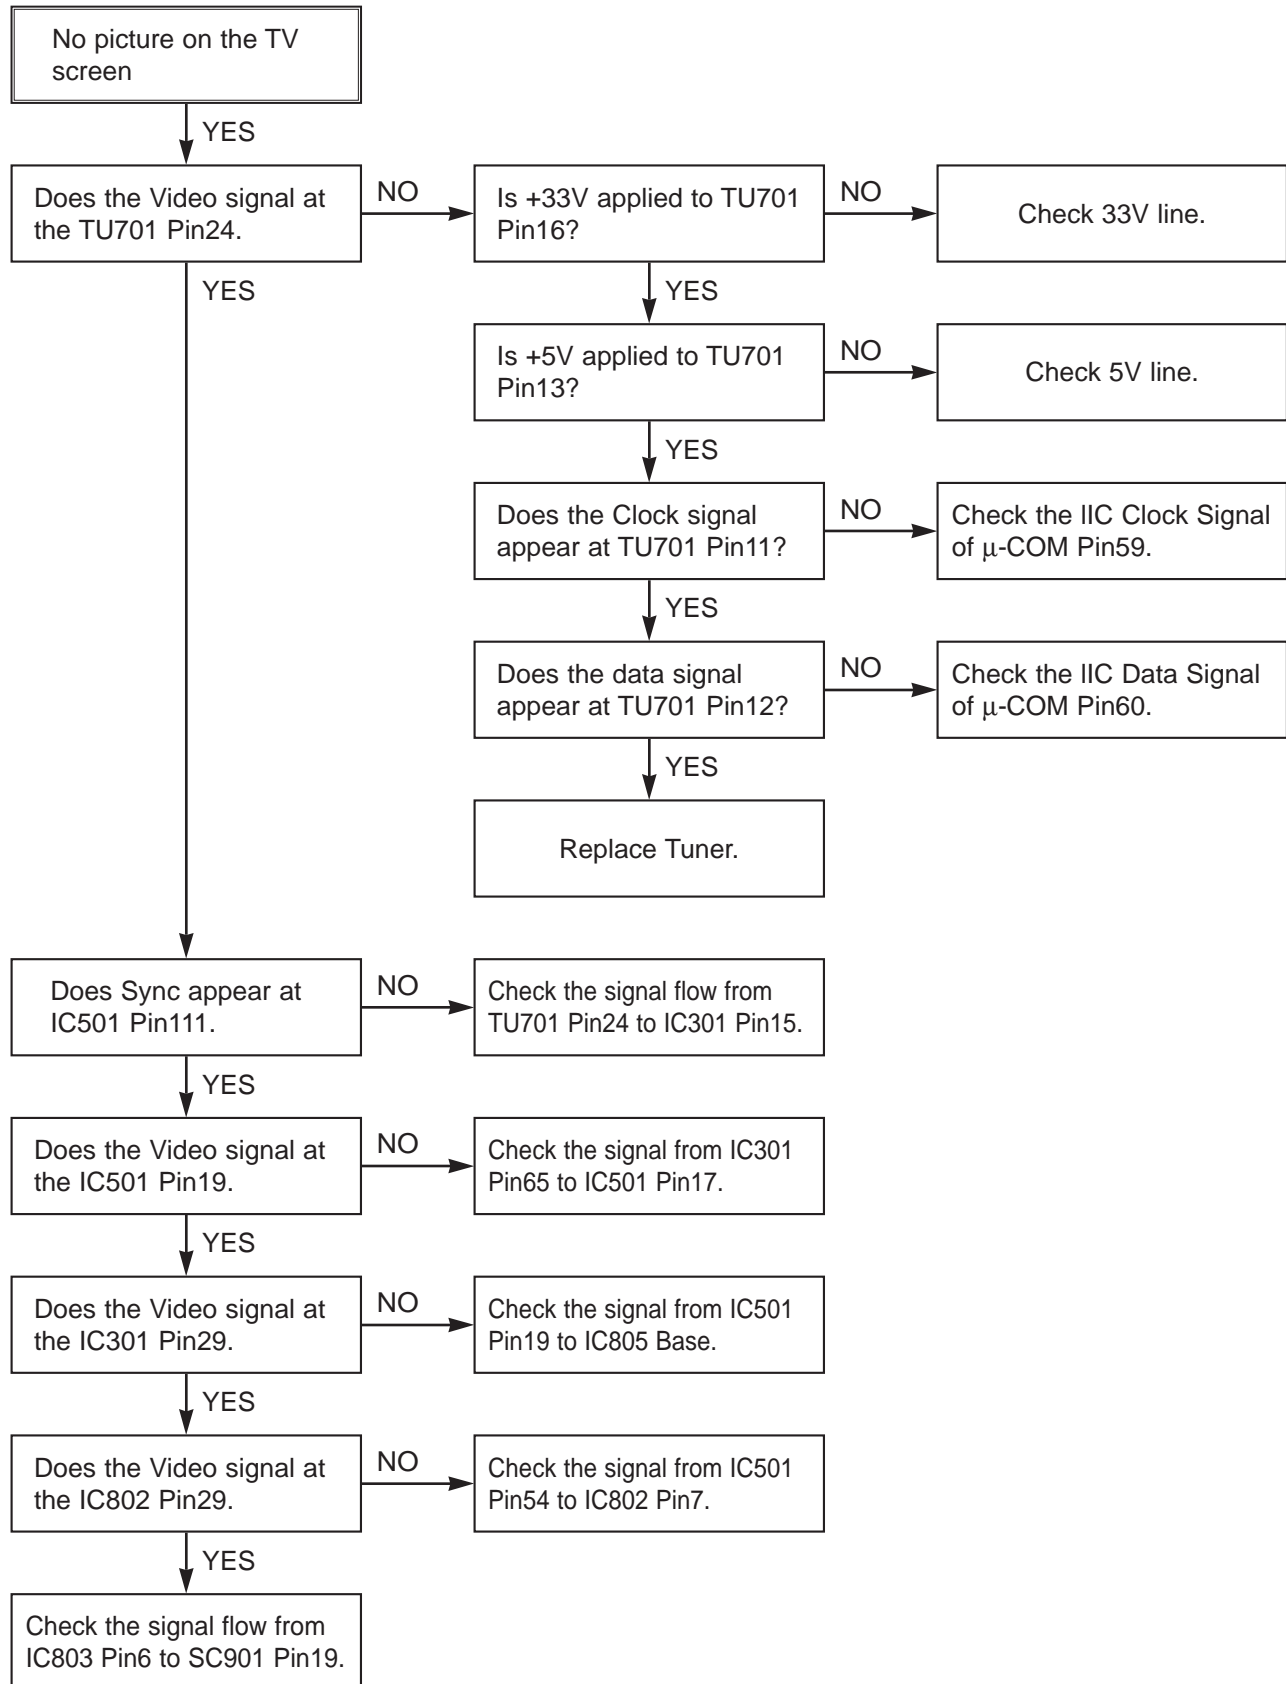 No picture on the TV
screen
YES
Does the Video signal at
the TU701 Pin24.
NO
Is +33V applied to TU701
Pin16?
NO
Check 33V line.
YES
YES
Is +5V applied to TU701
Pin13?
NO
Check 5V line.
YES
Does the Clock signal
appear at TU701 Pin11?
NO
Check the IIC Clock Signal
of μ-COM Pin59.
YES
Does the data signal
appear at TU701 Pin12?
NO
Check the IIC Data Signal
of μ-COM Pin60.
YES
Replace Tuner.
Does Sync appear at
IC501 Pin111.
NO
Check the signal flow from
TU701 Pin24 to IC301 Pin15.
YES
Does the Video signal at
the IC501 Pin19.
NO
Check the signal from IC301
Pin65 to IC501 Pin17.
YES
Does the Video signal at
the IC301 Pin29.
NO
Check the signal from IC501
Pin19 to IC805 Base.
YES
Does the Video signal at
the IC802 Pin29.
NO
Check the signal from IC501
Pin54 to IC802 Pin7.
YES
Check the signal flow from
IC803 Pin6 to SC901 Pin19.